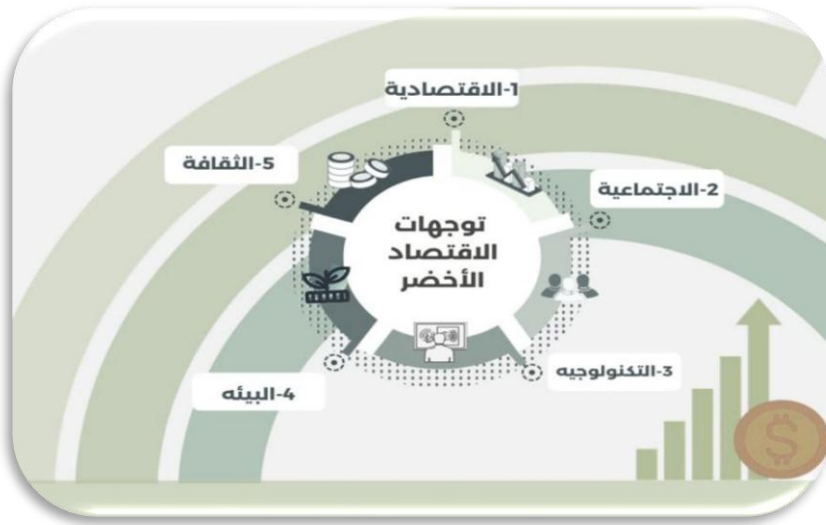 توجهات
الاقتصاد
الأخضر
1-الاقتصادية
2-الاجتماعية
3-التكنولوجيه
4-البيئه
5-الثقافة
$